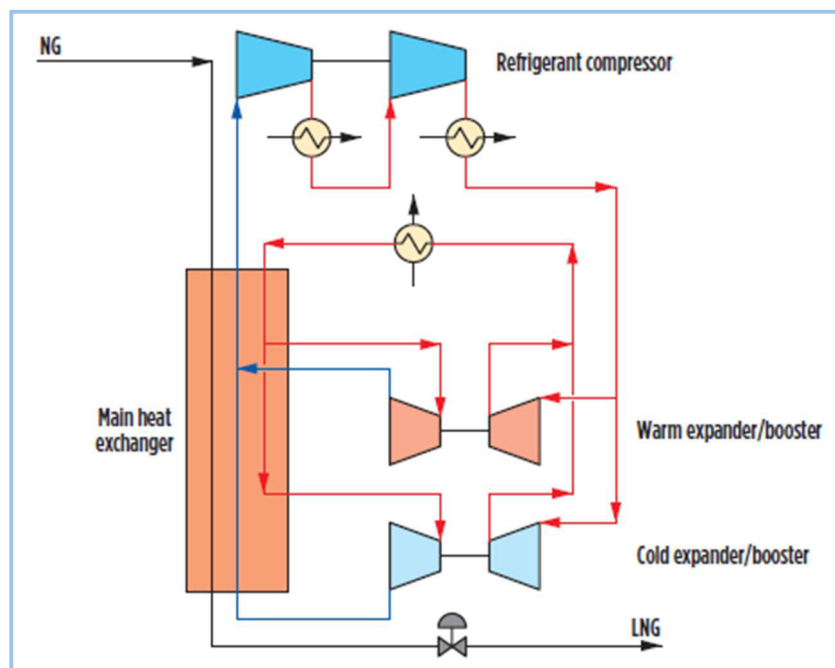 NG
Refrigerant compressor
Main heat
exchanger
Warm expander/booster
Cold expander/booster
LNG